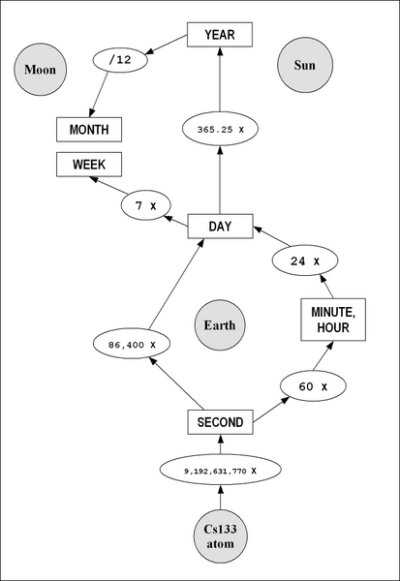 YEAR
/12
Moon
Sun
MONTH
365.25 X
WEEK
7 X
DAY
24 X
Earth
MINUTE,
HOUR
86,400 X
60 X
SECOND
9,192,631,770 X
Cs133
atom